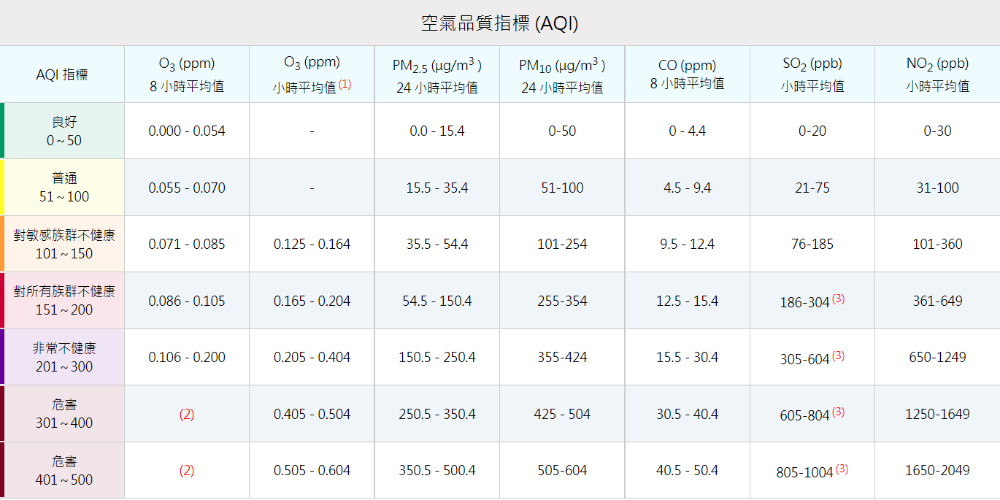 空氣品質指標 (AQI)
AQI 指標
O3 (ppm)
8 小時平均值
O3 (ppm)
小時平均值 (1)
PM2.5 (μg/m3 )
24 小時平均值
PM10 (μg/m3 )
24 小時平均值
CO (ppm)
8 小時平均值
SO2 (ppb)
小時平均值
NO2 (ppb)
小時平均值
良好
0～50
0.000 - 0.054
-
0.0 - 15.4
0-50
0 - 4.4
0-20
0-30
普通
51～100
0.055 - 0.070
-
15.5 - 35.4
51-100
4.5 - 9.4
21-75
31-100
對敏感族群不健康
101～150
0.071 - 0.085
0.125 - 0.164
35.5 - 54.4
101-254
9.5 - 12.4
76-185
101-360
對所有族群不健康
151～200
0.086 - 0.105
0.165 - 0.204
54.5 - 150.4
255-354
12.5 - 15.4
186-304 (3)
361-649
非常不健康
201～300
0.106 - 0.200
0.205 - 0.404
150.5 - 250.4
355-424
15.5 - 30.4
305-604 (3)
650-1249
危害
301～400
(2)
0.405 - 0.504
250.5 - 350.4
425 - 504
30.5 - 40.4
605-804 (3)
1250-1649
危害
401～500
(2)
0.505 - 0.604
350.5 - 500.4
505-604
40.5 - 50.4
805-1004 (3)
1650-2049